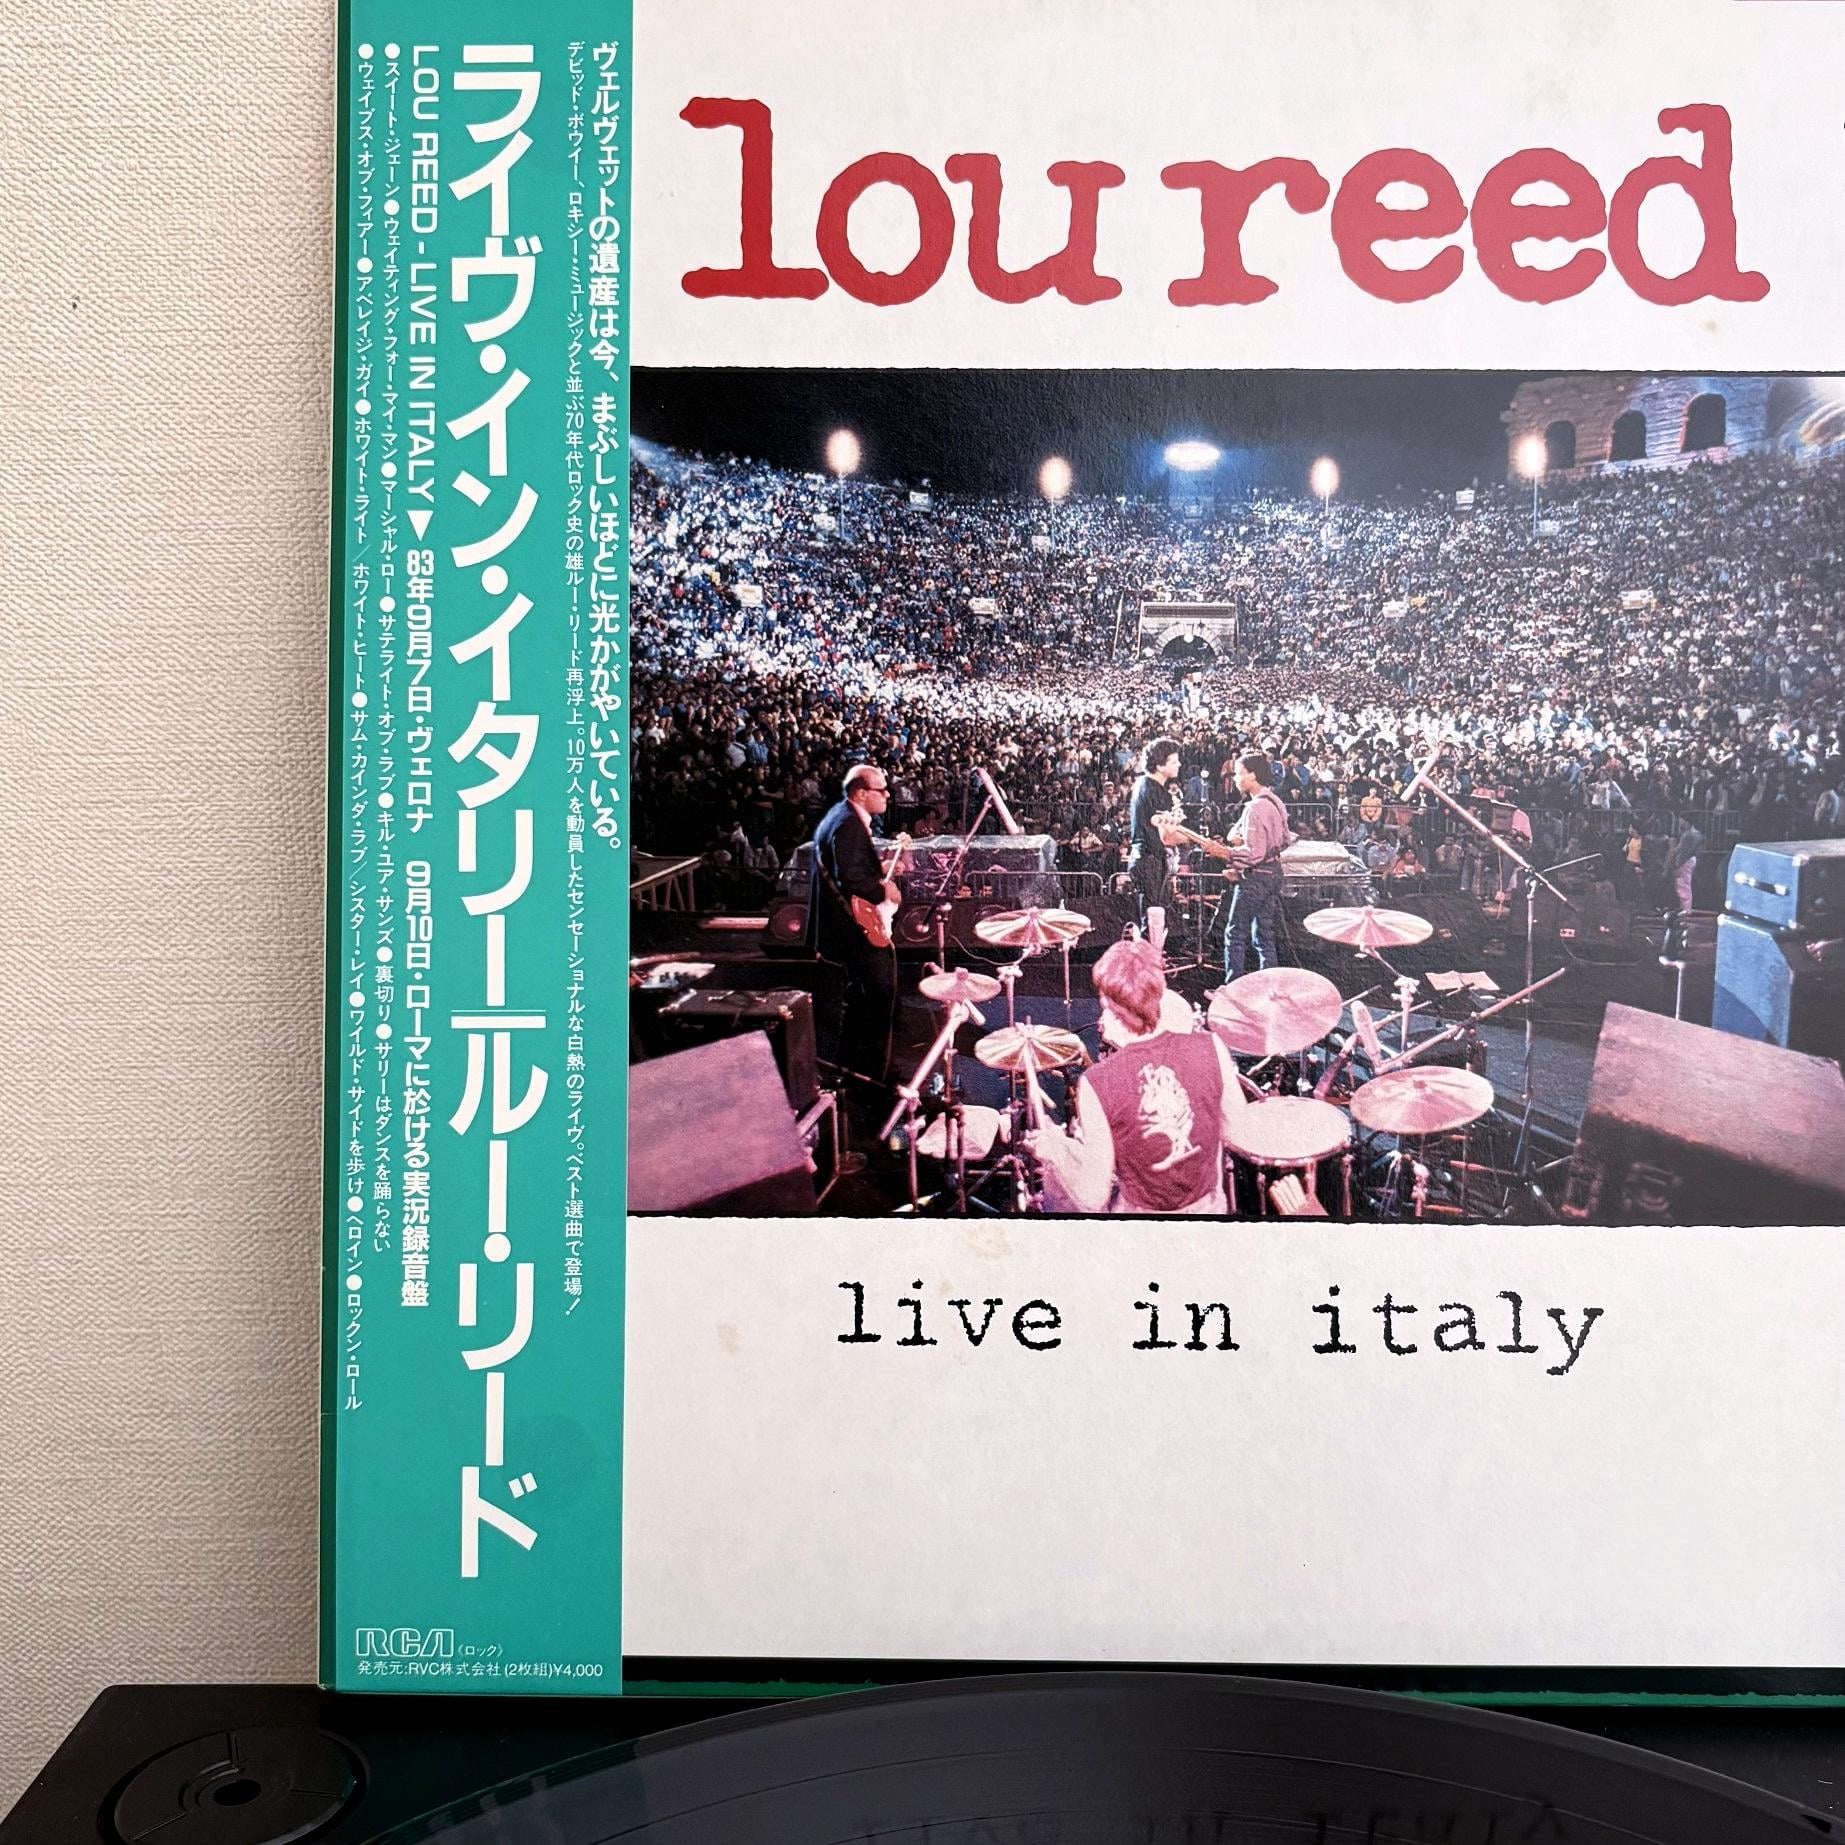 ヴェルヴェットの遺産は今、まぶしいほどに光かがやいている。
デビッド・ボウイー、ロキシー・ミュージックと並ぶ70年代ロック史の雄ルー・リード再浮上。10万人を動員したセンセーショナルな白熱のライヴ。ベスト選曲で登場!
ライヴ・イン・イタリー|ルー・リード
LOU REED-LIVE IN ITALY▼83年9月7日・ヴェロナ 9月10日・ローマに於ける実況録音盤
●スイート・ジェーン●ウェイティング・フォー・マイ・マン●マーシャル・ロー●サテライト・オブ・ラブ●キル・ユア・サンズ●裏切り●サリーはダンスを踊らない
●ウェイブス・オブ・フィアー●アベレイジ・ガイ●ホワイト・ライト/ホワイト・ヒート●サム・カインダ・ラブ/シスター・レイ●ワイルド・サイドを歩け●ヘロイン●ロックン・ロール
RCA《ロック》
発売元:RVC株式会社(2枚組)¥4,000
lou reed
live in italy